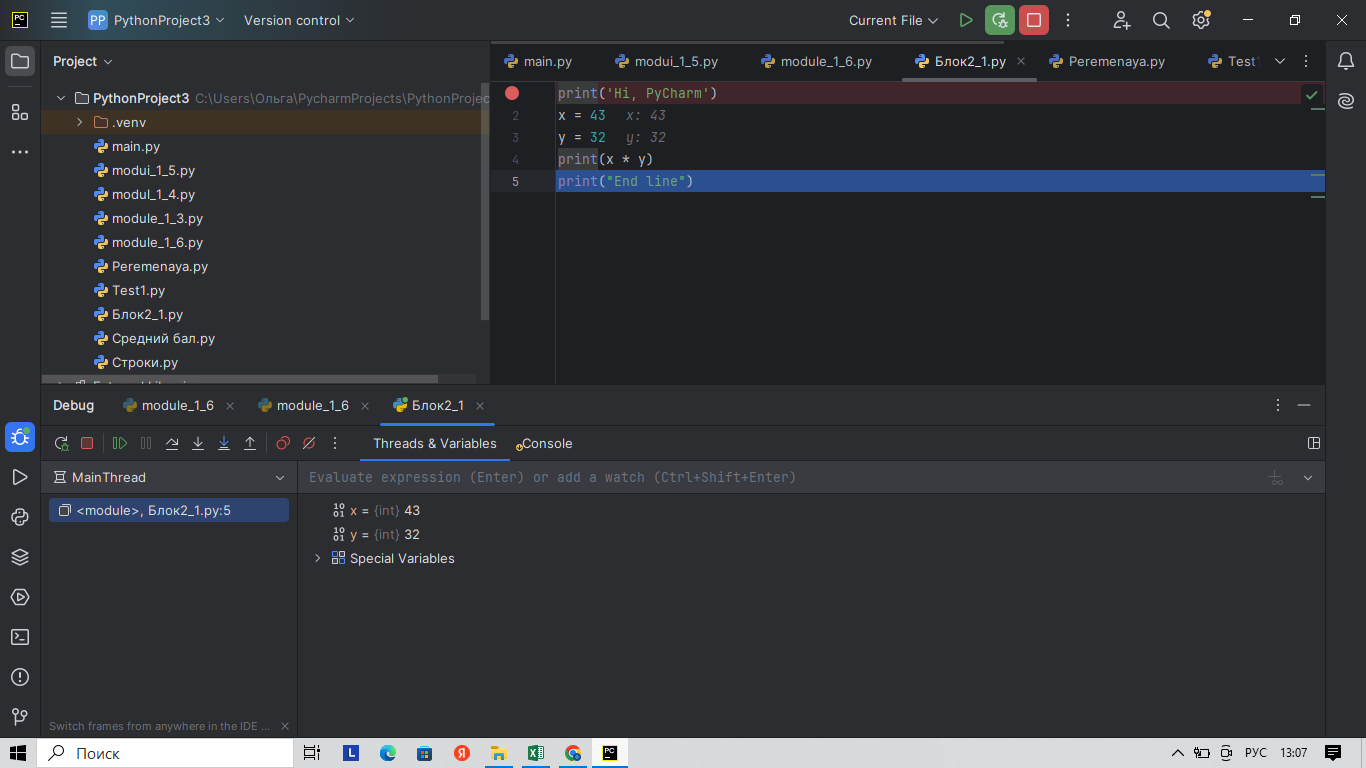 PC PP PythonProject3 Version control Current File
Project
PythonProject3 C:\Users\Ольга\PycharmProjects\PythonProjec
.venv
main.py
modui_1_5.py
modul_1_4.py
module_1_3.py
module_1_6.py
Peremenaya.py
Test1.py
Блок2_1.py
Средний бал.py
Строки.py
main.py modui_1_5.py module_1_6.py Блок2_1.py Peremenaya.py Test
print('Hi, PyCharm')
2 x = 43 x: 43
3 y = 32 y: 32
4 print(x * y)
5 print("End line")
Debug module_1_6 module_1_6 Блок2_1
Threads & Variables Console
MainThread
Evaluate expression (Enter) or add a watch (Ctrl+Shift+Enter)
<module>, Блок2_1.py:5
x = {int} 43
y = {int} 32
Special Variables
Switch frames from anywhere in the IDE ...
Поиск L Я PC РУС 13:07